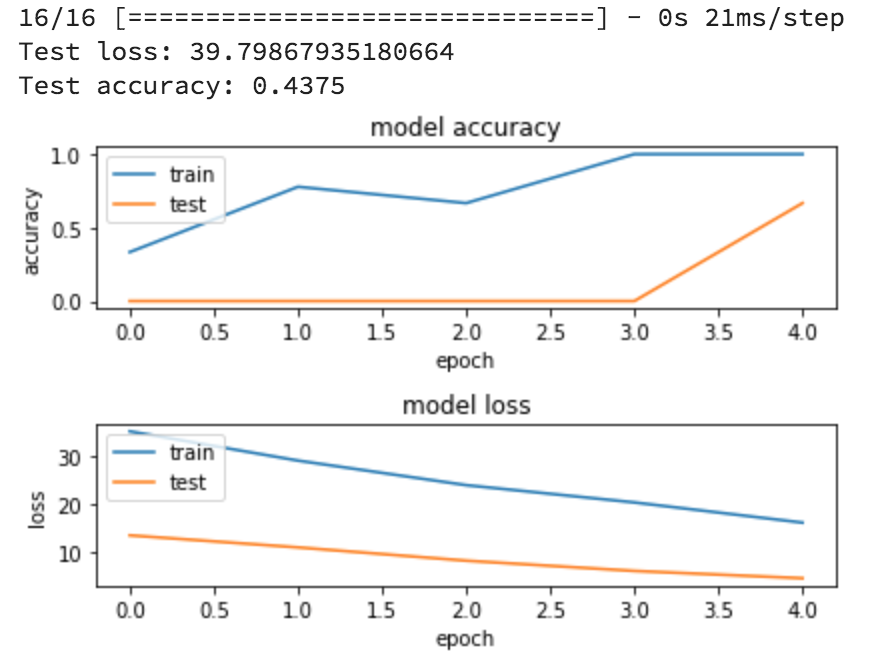 16/16 [==============================] - 0s 21ms/step
Test loss: 39.79867935180664
Test accuracy: 0.4375
model accuracy
1.0
0.5
0.0
accuracy
train
test
0.0 0.5 1.0 1.5 2.0 2.5 3.0 3.5 4.0
epoch
model loss
30
20
10
loss
train
test
0.0 0.5 1.0 1.5 2.0 2.5 3.0 3.5 4.0
epoch